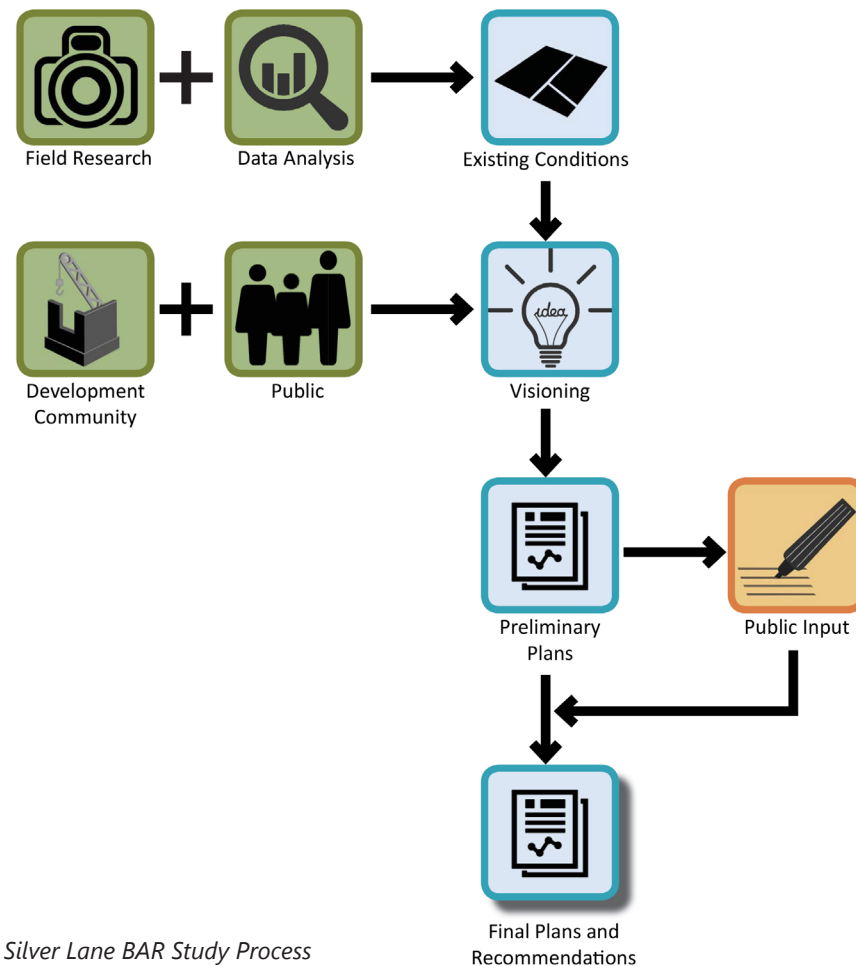 Field Research
Data Analysis
Existing Conditions
idea
Development
Community
Public
Visioning
Preliminary
Plans
Public Input
Final Plans and
Recommendations
Silver Lane BAR Study Process